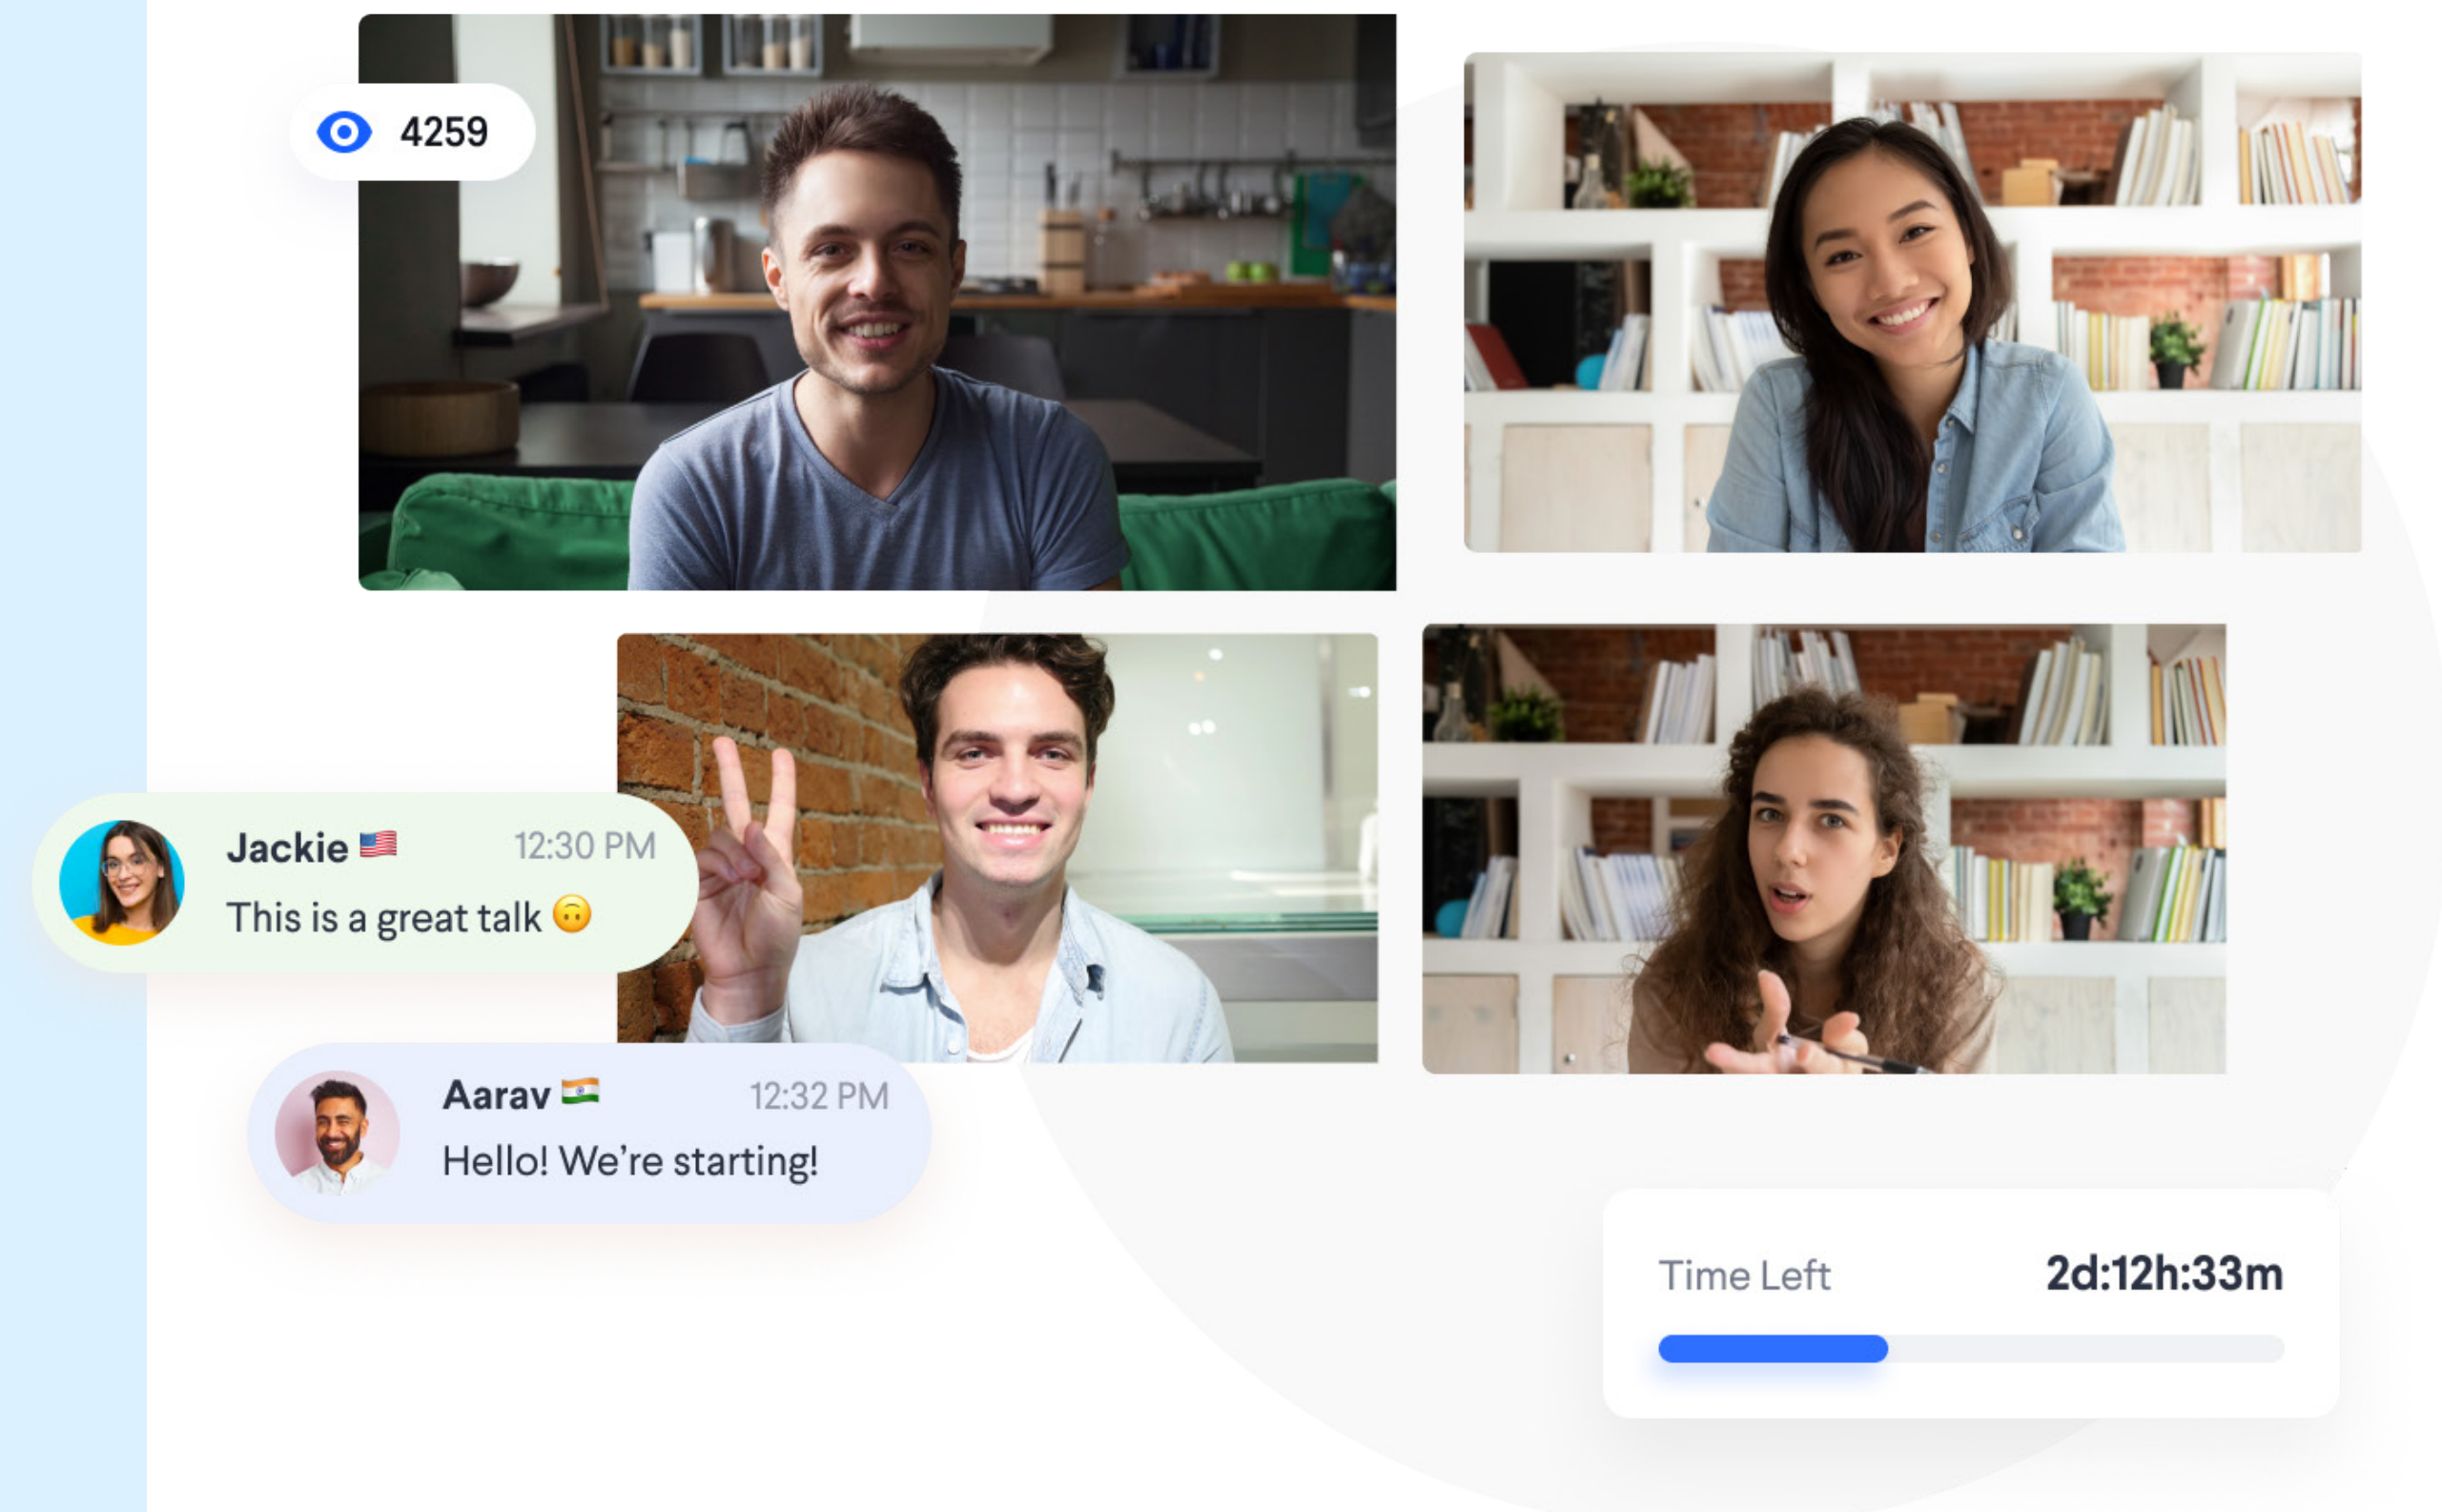 4259
Jackie 🇺🇸 12:30 PM
This is a great talk 🙃
Aarav 🇮🇳 12:32 PM
Hello! We’re starting!
Time Left 2d:12h:33m